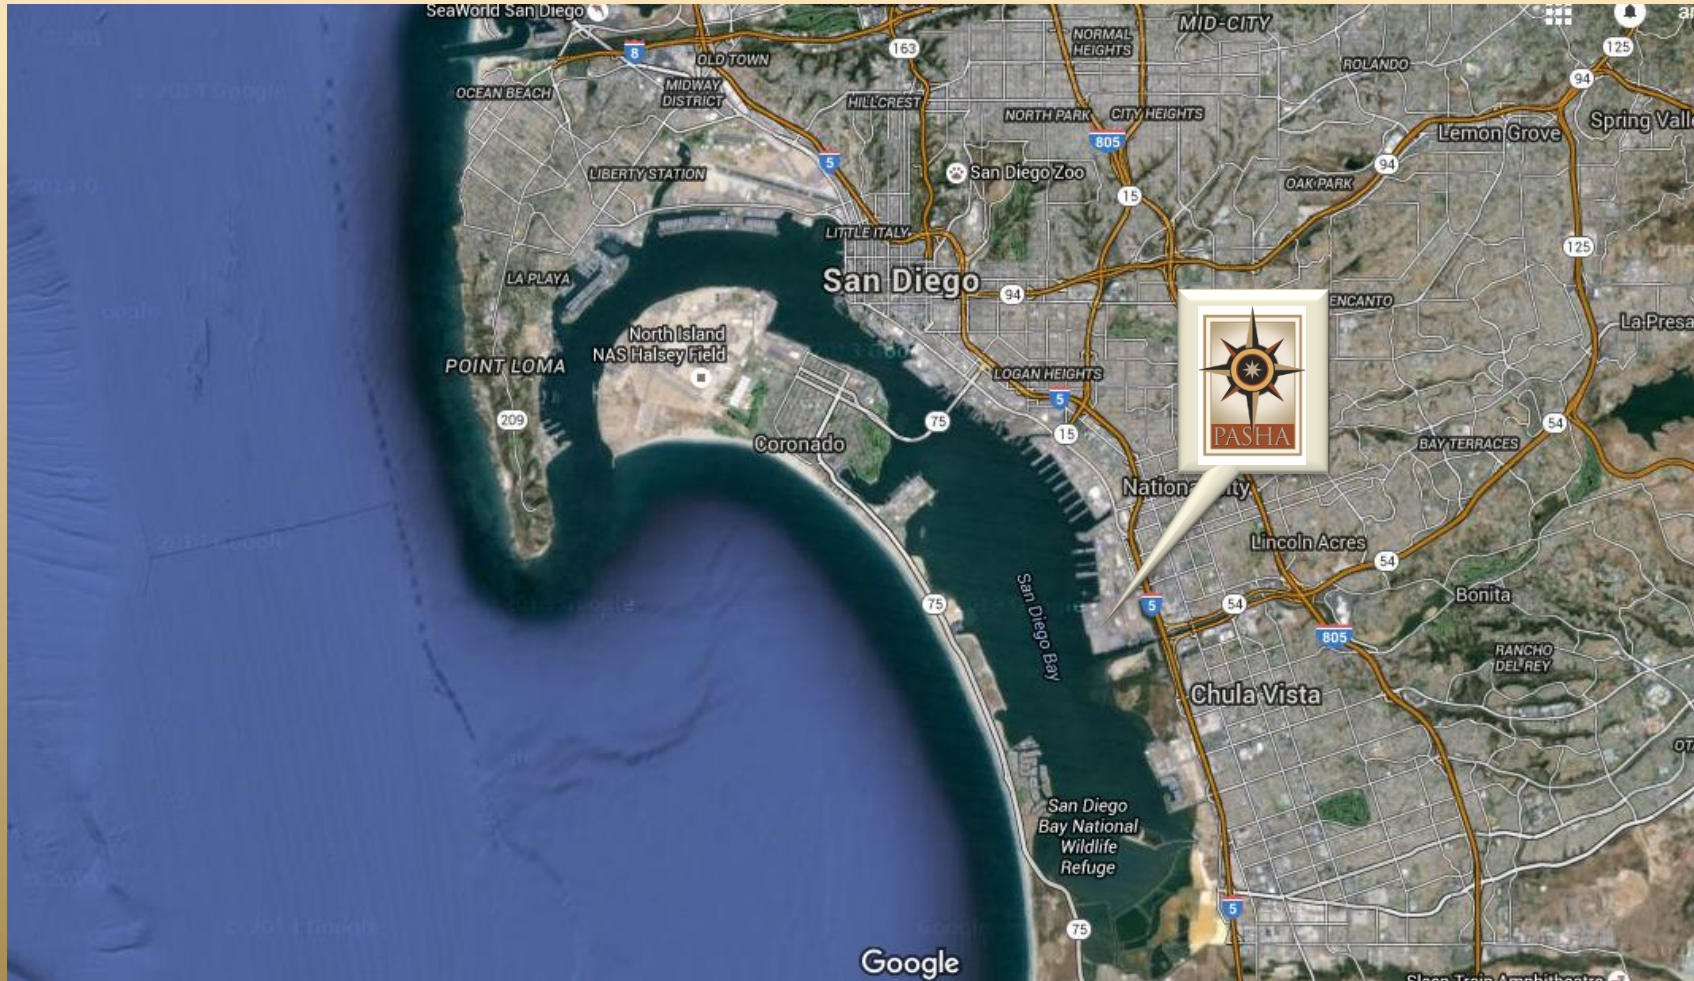 SeaWorld San Diego
MID-CITY
8
163
NORMAL
HEIGHTS
125
OLD TOWN
ROLANDO
94
OCEAN BEACH
MIDWAY
DISTRICT
HILLCREST
NORTH PARK
CITY HEIGHTS
805
Lemon Grove
Spring Valle
5
94
LIBERTY STATION
San Diego Zoo
OAK PARK
15
LITTLE ITALY
125
LA PLAYA
San Diego
94
ENCANTO
La Presa
North Island
NAS Halsey Field
POINT LOMA
LOGAN HEIGHTS
5
209
75
15
PASHA
54
Coronado
BAY TERRACES
Lincoln Acres
54
75
San Diego Bay
5
54
Bonita
805
RANCHO
DEL REY
Chula Vista
San Diego
Bay National
Wildlife
Refuge
5
75
Google